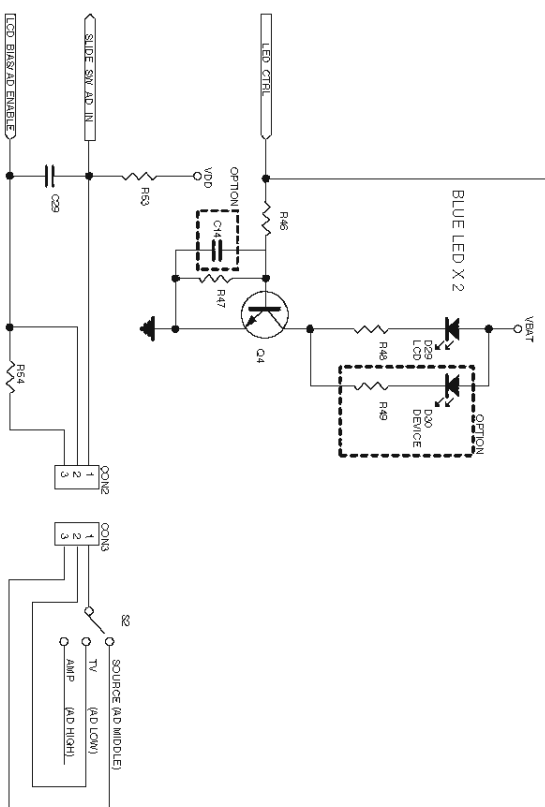 LCD BIAS/AD ENABLE
SLIDE SW AD IN
LED CTRL
C29
R53
VDD
OPTION
C14
R46
R47
Q4
BLUE LED X 2
VBAT
D29
LCD
R48
D30
DEVICE
R49
OPTION
R54
CON2
1
2
3
CON3
1
2
3
S2
SOURCE (AD MIDDLE)
TV (AD LOW)
AMP (AD HIGH)